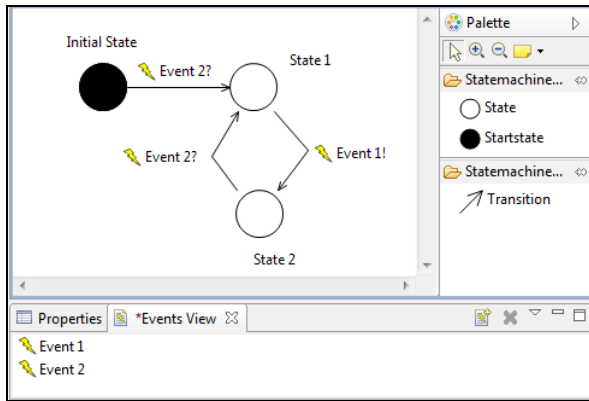 Initial State
Event 2?
State 1
Event 2?
Event 1!
State 2
Palette
Statemachine...
State
Startstate
Statemachine...
Transition
Properties
*Events View
Event 1
Event 2